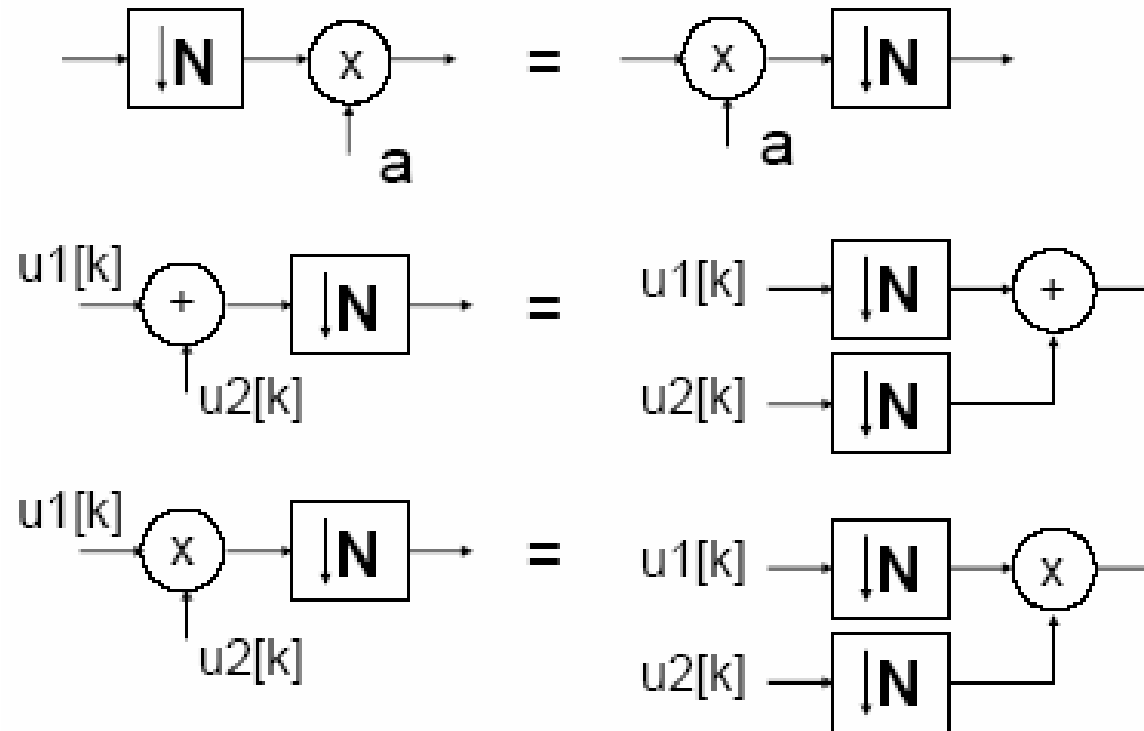 ↓N x = x ↓N
a a
u1[k] + ↓N = u1[k] ↓N +
u2[k] u2[k] ↓N
u1[k] x ↓N = u1[k] ↓N x
u2[k] u2[k] ↓N